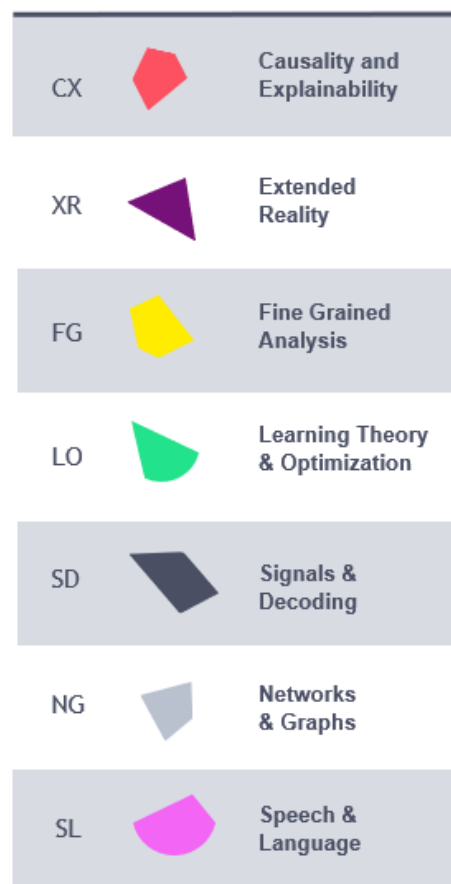 CX
Causality and
Explainability
XR
Extended
Reality
FG
Fine Grained
Analysis
LO
Learning Theory
& Optimization
SD
Signals &
Decoding
NG
Networks
& Graphs
SL
Speech &
Language